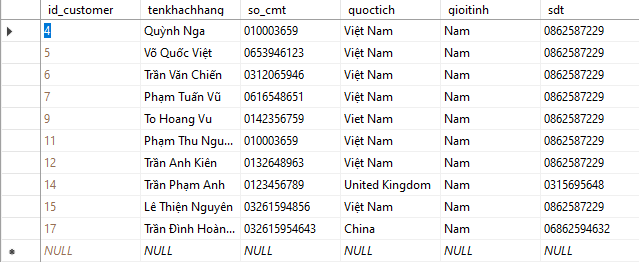 id_customer tenkhachhang so_cmt quoctich gioitinh sdt
4 Quỳnh Nga 010003659 Việt Nam Nam 0862587229
5 Võ Quốc Việt 0653946123 Việt Nam Nam 0862587229
6 Trần Văn Chiến 0312065946 Việt Nam Nam 0862587229
7 Phạm Tuấn Vũ 0616548651 Việt Nam Nam 0862587229
9 To Hoang Vu 0142356759 Viet Nam Nam 0862587229
11 Phạm Thu Ngu... 010003659 Việt Nam Nam 0862587229
12 Trần Anh Kiên 0132648963 Việt Nam Nam 0862587229
14 Trần Phạm Anh 0123456789 United Kingdom Nam 0315695648
15 Lê Thiện Nguyên 03261594856 Việt Nam Nam 0862587229
17 Trần Đình Hoàn... 032615954643 China Nam 06862594632
NULL NULL NULL NULL NULL NULL